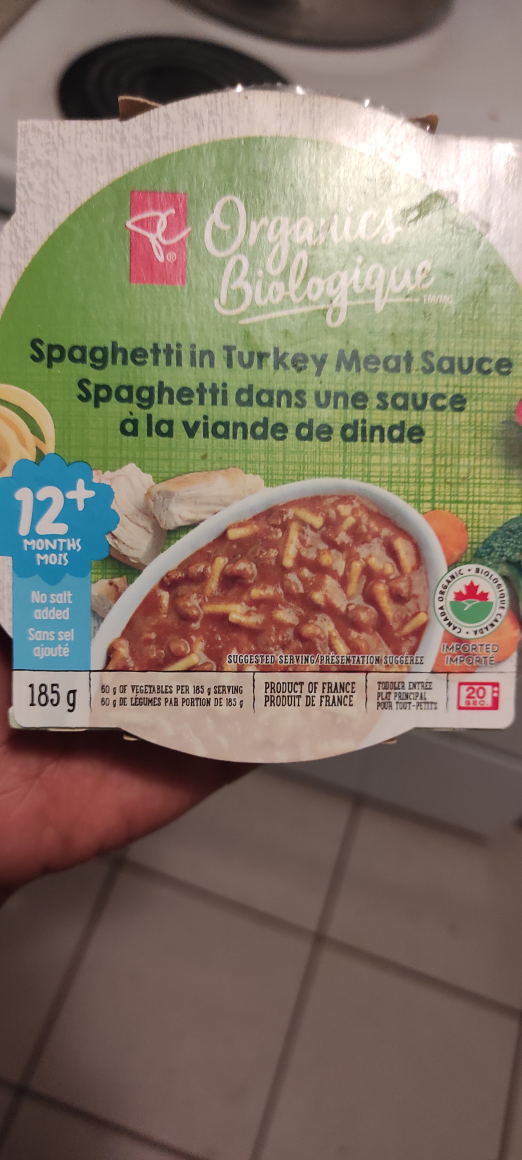 PC®
Organics
Biologique TM/MC
Spaghetti in Turkey Meat Sauce
Spaghetti dans une sauce
à la viande de dinde
12+
MONTHS
MOIS
No salt
added
Sans sel
ajouté
CANADA ORGANIC • BIOLOGIQUE CANADA •
IMPORTED
IMPORTÉ
SUGGESTED SERVING/PRÉSENTATION SUGGÉRÉE
185 g
60 g OF VEGETABLES PER 185 g SERVING
60 g DE LÉGUMES PAR PORTION DE 185 g
PRODUCT OF FRANCE
PRODUIT DE FRANCE
TODDLER ENTRÉE
PLAT PRINCIPAL
POUR TOUT-PETITS
20
SEC.